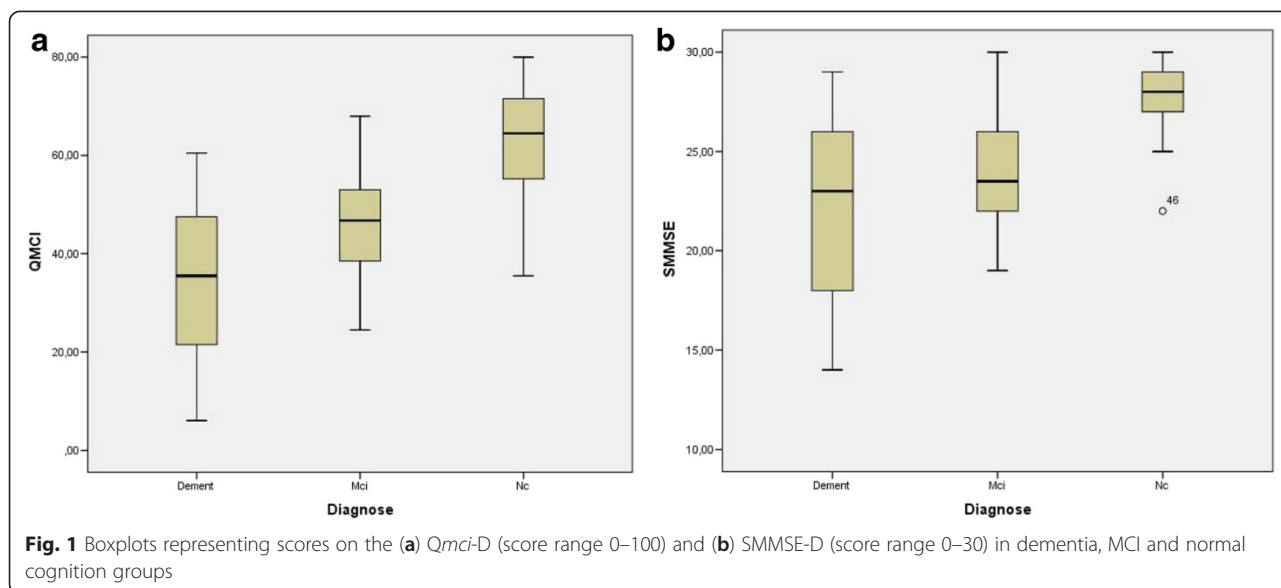 a
80,00
60,00
40,00
20,00
,00
QMCI
Dement Mci Nc
Diagnose
b
30,00
25,00
20,00
15,00
10,00
SMMSE
46
Dement Mci Nc
Diagnose
Fig. 1 Boxplots representing scores on the (a) Qmci-D (score range 0–100) and (b) SMMSE-D (score range 0–30) in dementia, MCI and normal
cognition groups